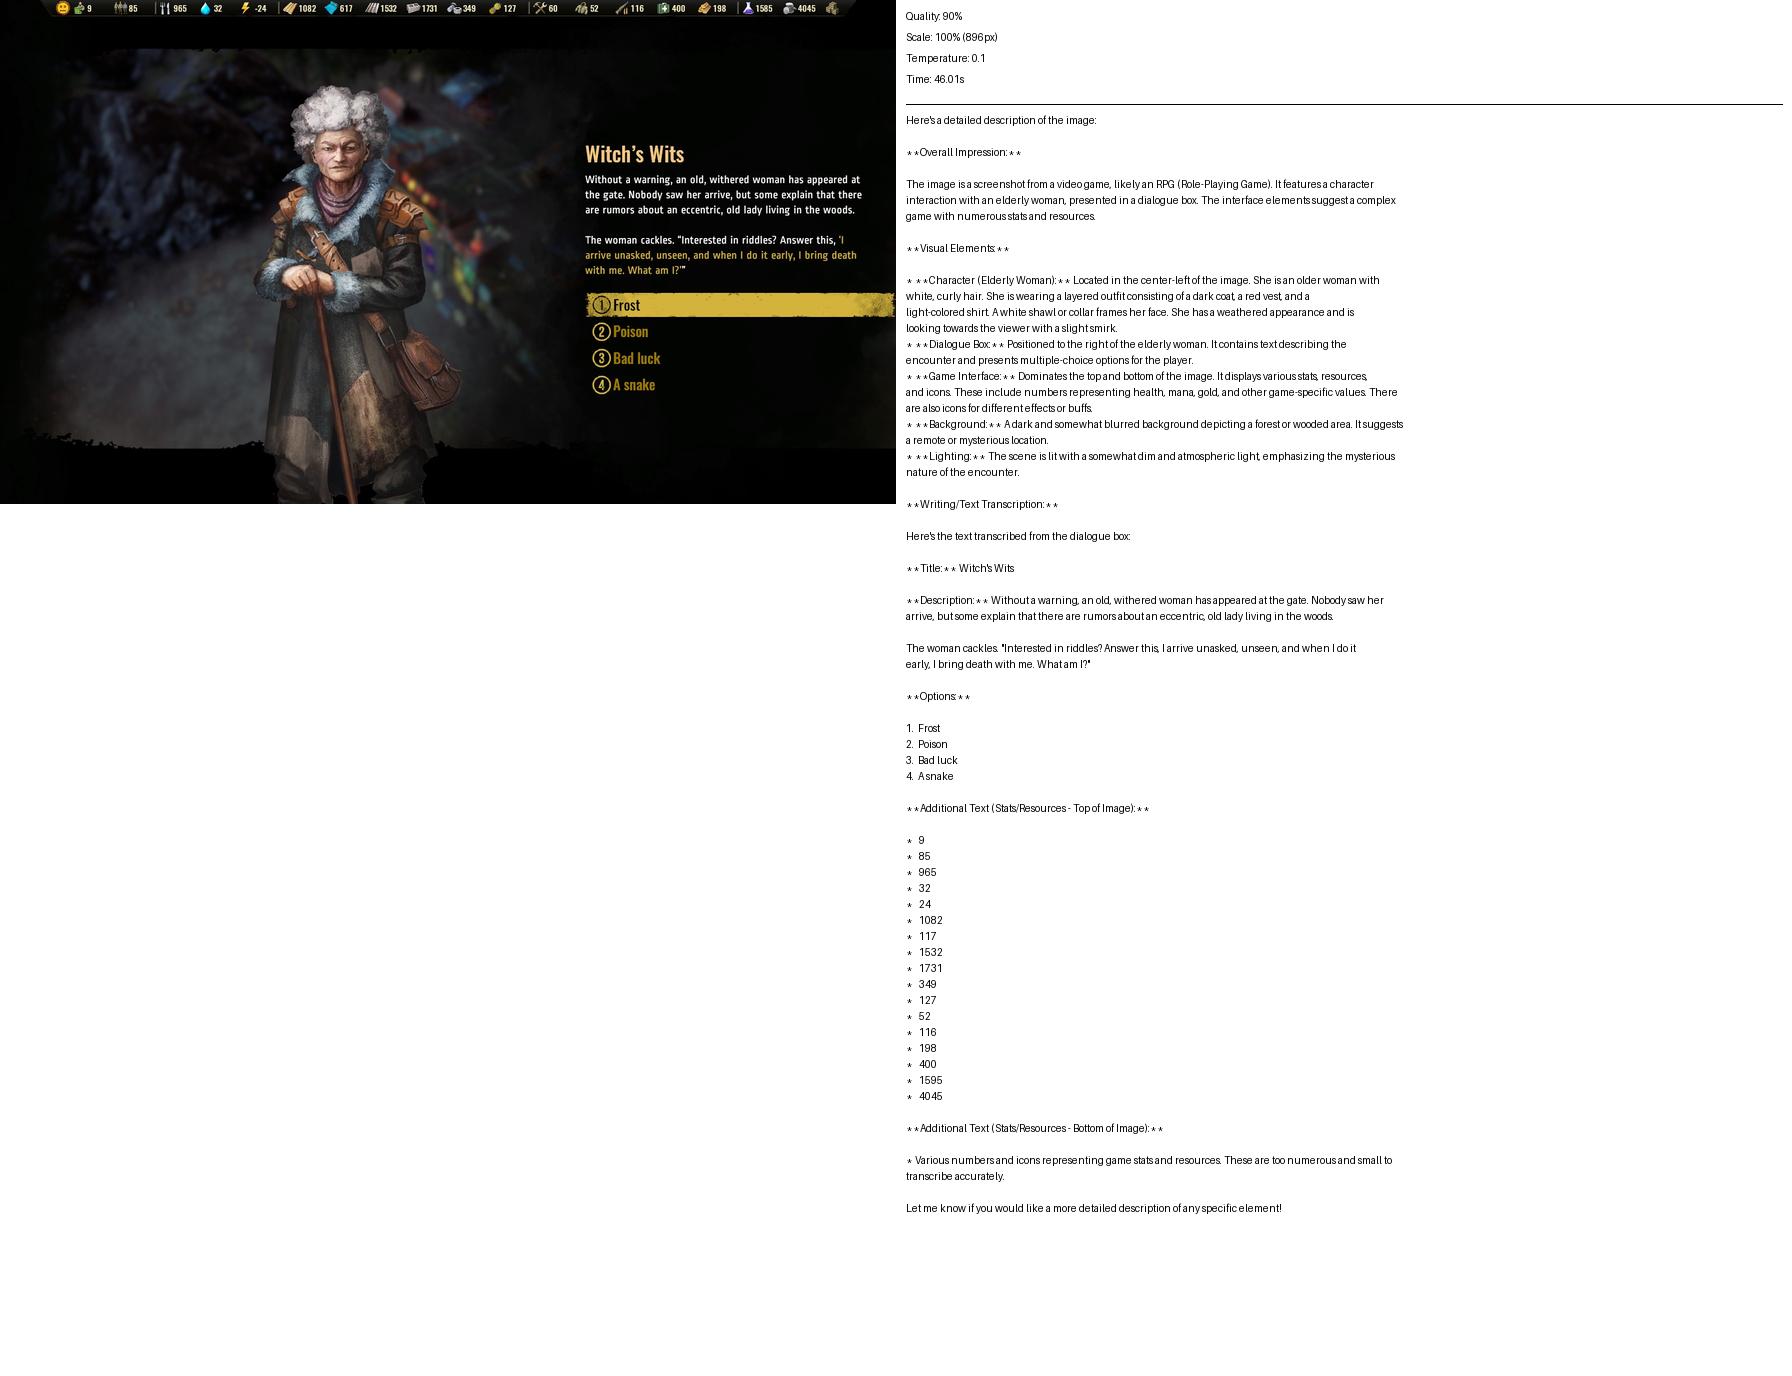 9 85 965 32 -24 1082 617 1532 1731 349 127 60 52 116 400 198 1585 4045
Witch's Wits
Without a warning, an old, withered woman has appeared at
the gate. Nobody saw her arrive, but some explain that there
are rumors about an eccentric, old lady living in the woods.
The woman cackles. “Interested in riddles? Answer this, 'I
arrive unasked, unseen, and when I do it early, I bring death
with me. What am I?'”
1 Frost
2 Poison
3 Bad luck
4 A snake
Quality: 90%
Scale: 100% (896px)
Temperature: 0.1
Time: 46.01s
Here's a detailed description of the image:
**Overall Impression:**
The image is a screenshot from a video game, likely an RPG (Role-Playing Game). It features a character
interaction with an elderly woman, presented in a dialogue box. The interface elements suggest a complex
game with numerous stats and resources.
**Visual Elements:**
* **Character (Elderly Woman):** Located in the center-left of the image. She is an older woman with
white, curly hair. She is wearing a layered outfit consisting of a dark coat, a red vest, and a
light-colored shirt. A white shawl or collar frames her face. She has a weathered appearance and is
looking towards the viewer with a slight smirk.
* **Dialogue Box:** Positioned to the right of the elderly woman. It contains text describing the
encounter and presents multiple-choice options for the player.
* **Game Interface:** Dominates the top and bottom of the image. It displays various stats, resources,
and icons. These include numbers representing health, mana, gold, and other game-specific values. There
are also icons for different effects or buffs.
* **Background:** A dark and somewhat blurred background depicting a forest or wooded area. It suggests
a remote or mysterious location.
* **Lighting:** The scene is lit with a somewhat dim and atmospheric light, emphasizing the mysterious
nature of the encounter.
**Writing/Text Transcription:**
Here's the text transcribed from the dialogue box:
**Title:** Witch's Wits
**Description:** Without a warning, an old, withered woman has appeared at the gate. Nobody saw her
arrive, but some explain that there are rumors about an eccentric, old lady living in the woods.
The woman cackles. "Interested in riddles? Answer this, I arrive unasked, unseen, and when I do it
early, I bring death with me. What am I?"
**Options:**
1. Frost
2. Poison
3. Bad luck
4. A snake
**Additional Text (Stats/Resources - Top of Image):**
* 9
* 85
* 965
* 32
* 24
* 1082
* 117
* 1532
* 1731
* 349
* 127
* 52
* 116
* 198
* 400
* 1595
* 4045
**Additional Text (Stats/Resources - Bottom of Image):**
* Various numbers and icons representing game stats and resources. These are too numerous and small to
transcribe accurately.
Let me know if you would like a more detailed description of any specific element!